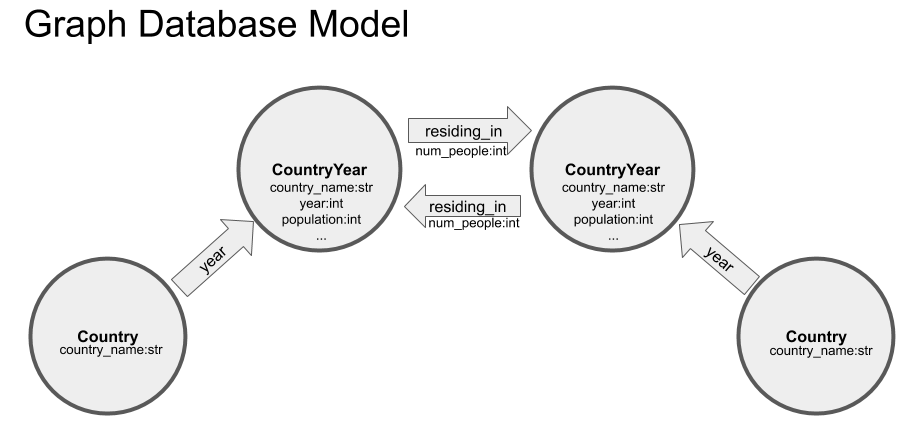 Graph Database Model
residing_in
num_people:int
CountryYear
country_name:str
year:int
population:int
...
CountryYear
country_name:str
year:int
population:int
...
residing_in
num_people:int
year
year
Country
country_name:str
Country
country_name:str